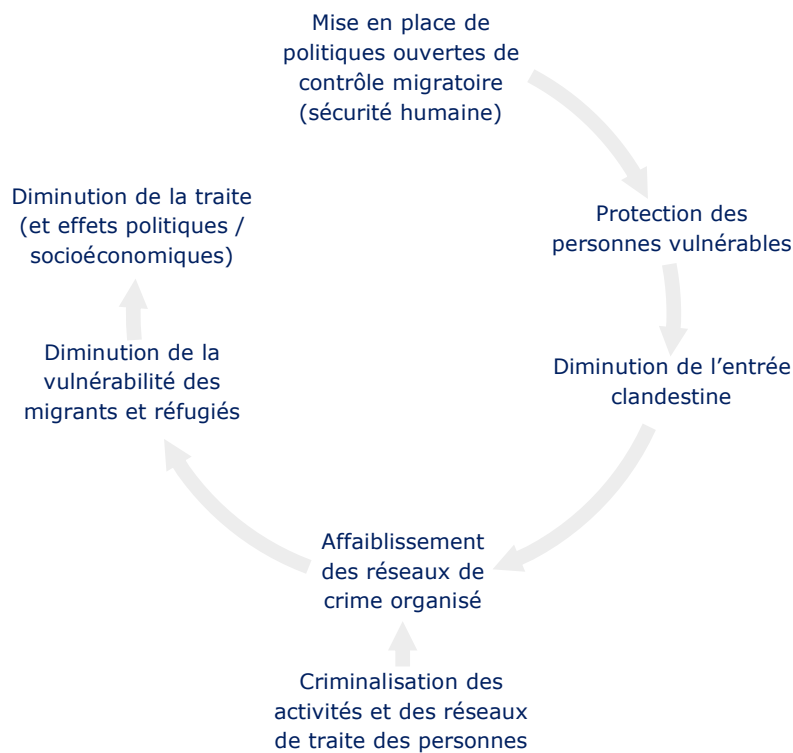 Mise en place de
politiques ouvertes de
contrôle migratoire
(sécurité humaine)
Protection des
personnes vulnérables
Diminution de l’entrée
clandestine
Affaiblissement
des réseaux de
crime organisé
Criminalisation des
activités et des réseaux
de traite des personnes
Diminution de la
vulnérabilité des
migrants et réfugiés
Diminution de la traite
(et effets politiques /
socioéconomiques)